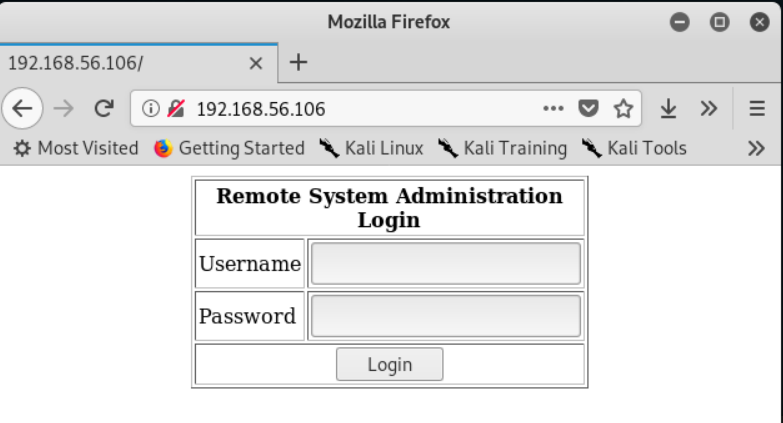 Mozilla Firefox
192.168.56.106/
192.168.56.106
Most Visited Getting Started Kali Linux Kali Training Kali Tools
Remote System Administration
Login
Username
Password
Login